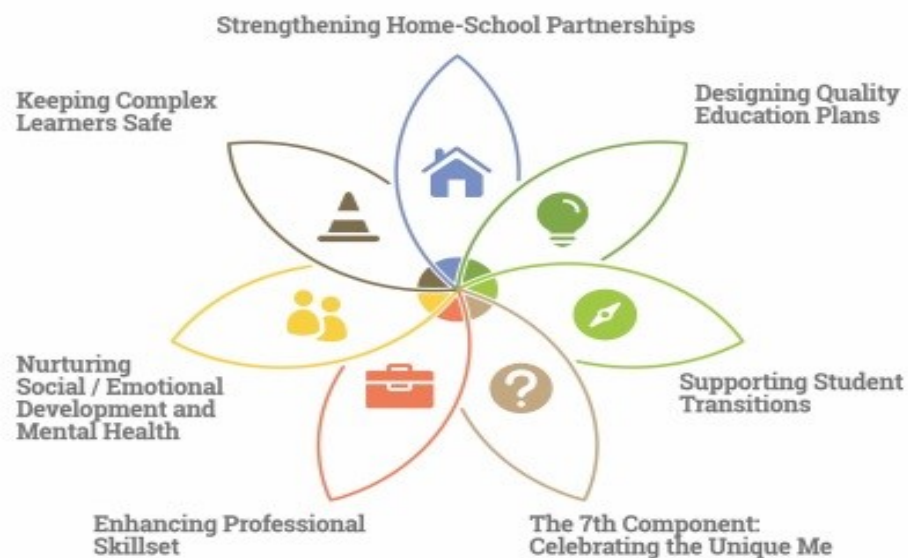 Strengthening Home-School Partnerships
Keeping Complex
Learners Safe
Designing Quality
Education Plans
Nurturing
Social / Emotional
Development and
Mental Health
Supporting Student
Transitions
Enhancing Professional
Skillset
The 7th Component:
Celebrating the Unique Me